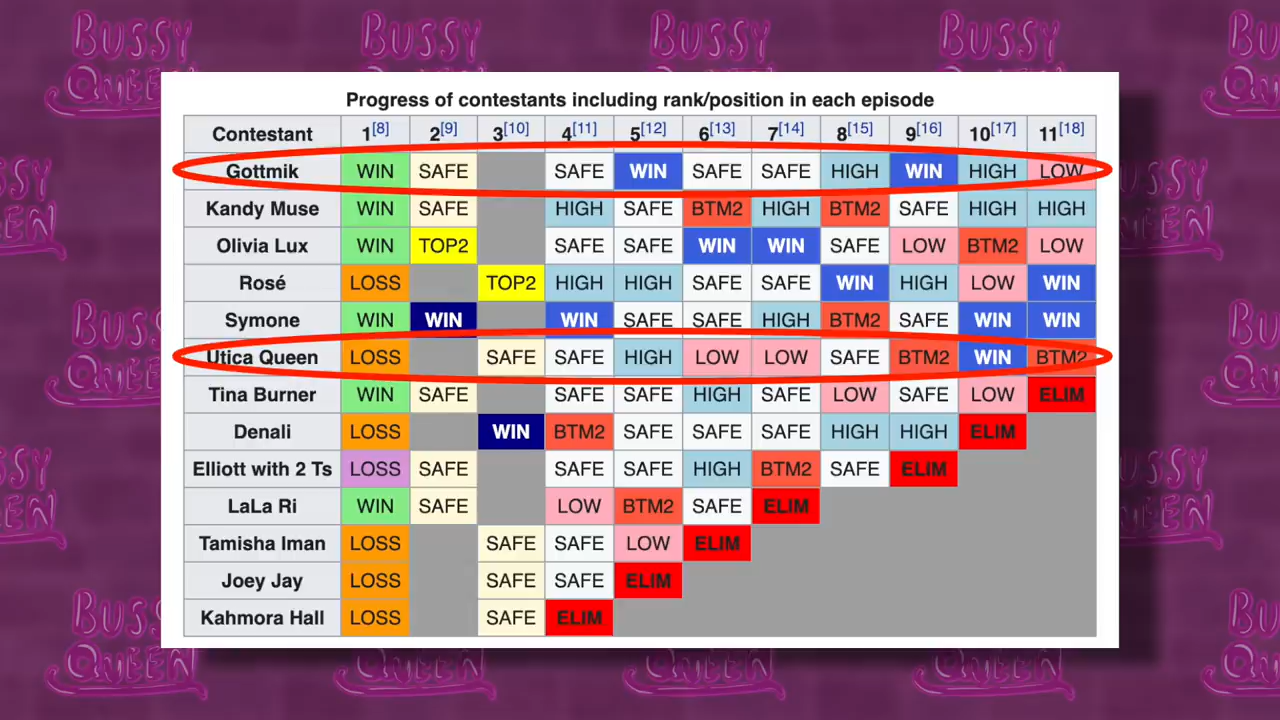 BUSSY QUEEN
Progress of contestants including rank/position in each episode
Contestant 1[8] 2[9] 3[10] 4[11] 5[12] 6[13] 7[14] 8[15] 9[16] 10[17] 11[18]
Gottmik WIN SAFE SAFE WIN SAFE SAFE HIGH WIN HIGH LOW
Kandy Muse WIN SAFE HIGH SAFE BTM2 HIGH BTM2 SAFE HIGH HIGH
Olivia Lux WIN TOP2 SAFE SAFE WIN WIN SAFE LOW BTM2 LOW
Rosé LOSS TOP2 HIGH HIGH SAFE SAFE WIN HIGH LOW WIN
Symone WIN WIN WIN SAFE SAFE HIGH BTM2 SAFE WIN WIN
Utica Queen LOSS SAFE SAFE HIGH LOW LOW SAFE BTM2 WIN BTM2
Tina Burner WIN SAFE SAFE SAFE HIGH SAFE LOW SAFE LOW ELIM
Denali LOSS WIN BTM2 SAFE SAFE SAFE HIGH HIGH ELIM
Elliott with 2 Ts LOSS SAFE SAFE SAFE HIGH BTM2 SAFE ELIM
LaLa Ri WIN SAFE LOW BTM2 SAFE ELIM
Tamisha Iman LOSS SAFE SAFE LOW ELIM
Joey Jay LOSS SAFE SAFE ELIM
Kahmora Hall LOSS SAFE ELIM